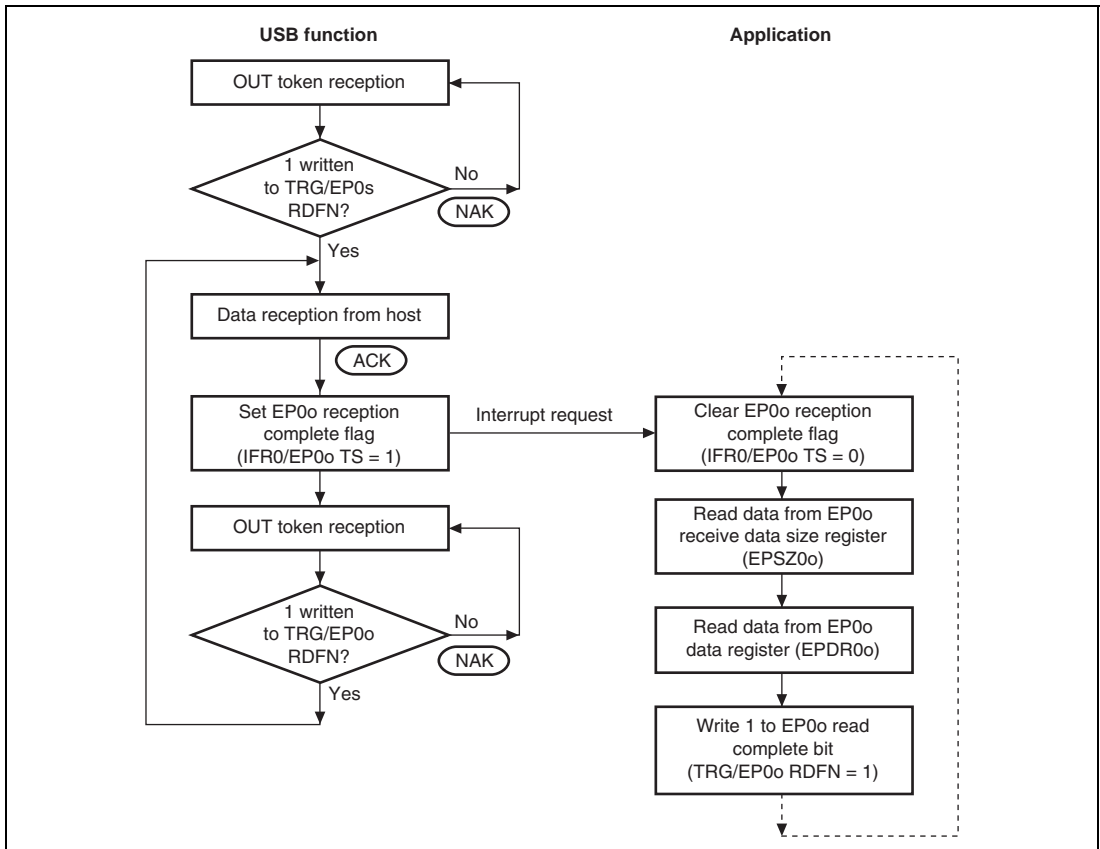 USB function
Application
OUT token reception
1 written
to TRG/EP0s
RDFN?
No
NAK
Yes
Data reception from host
ACK
Set EP0o reception
complete flag
(IFR0/EP0o TS = 1)
Interrupt request
Clear EP0o reception
complete flag
(IFR0/EP0o TS = 0)
OUT token reception
Read data from EP0o
receive data size register
(EPSZ0o)
1 written
to TRG/EP0o
RDFN?
No
NAK
Yes
Read data from EP0o
data register (EPDR0o)
Write 1 to EP0o read
complete bit
(TRG/EP0o RDFN = 1)